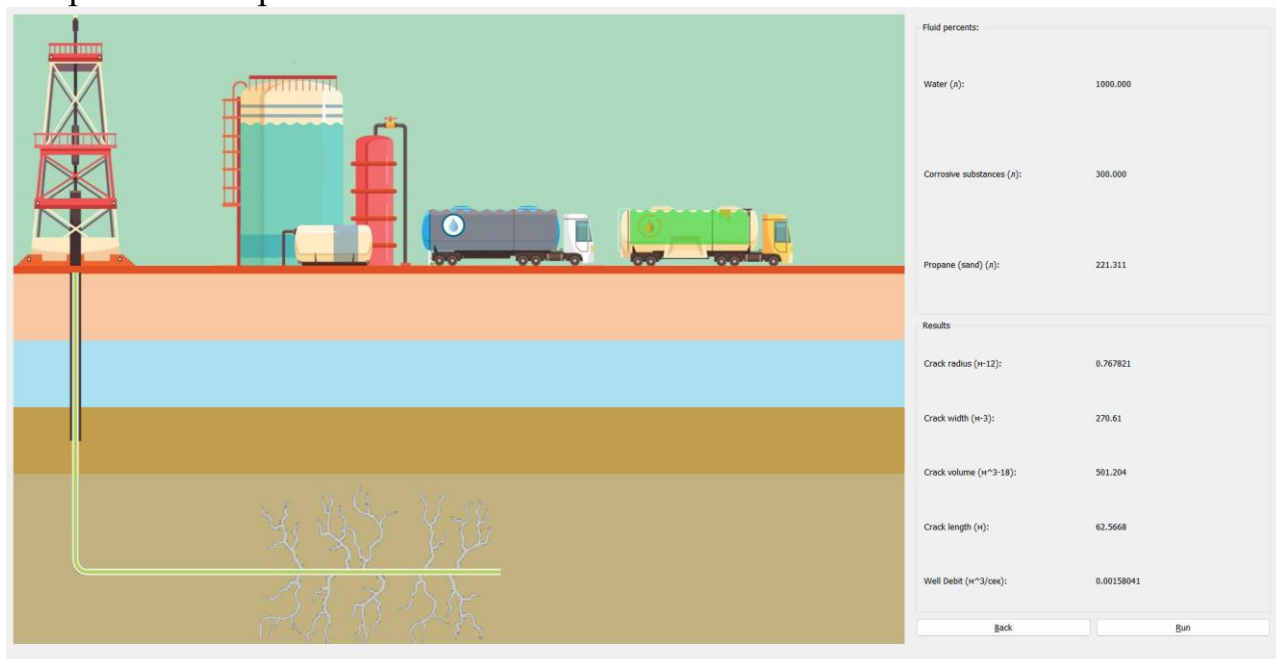 Fluid percents:
Water (л): 1000.000
Corrosive substances (л): 300.000
Propane (sand) (л): 221.311
Results
Crack radius (м-12): 0.767821
Crack width (м-3): 270.61
Crack volume (м^3-18): 501.204
Crack length (м): 62.5668
Well Debit (м^3/сек): 0.00158041
Back Run